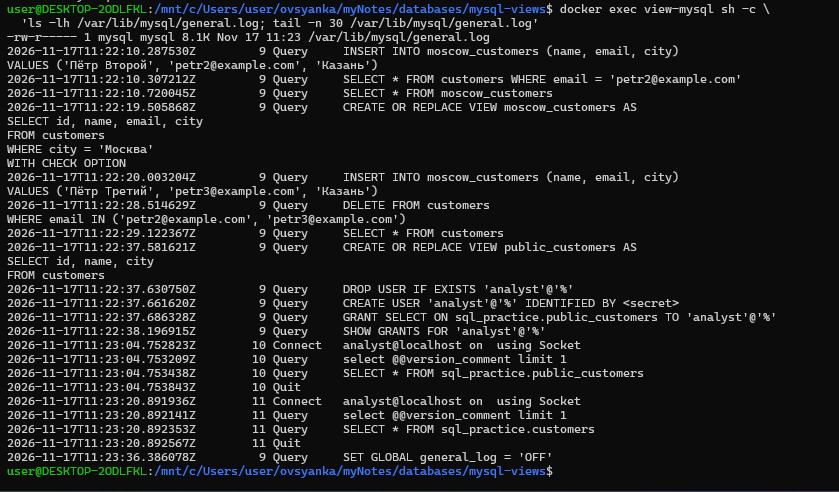 user@DESKTOP-2ODLFKL:/mnt/c/Users/user/ovsyanka/myNotes/databases/mysql-views$ docker exec view-mysql sh -c \
  'ls -lh /var/lib/mysql/general.log; tail -n 30 /var/lib/mysql/general.log'
-rw-r----- 1 mysql mysql 8.1K Nov 17 11:23 /var/lib/mysql/general.log
2026-11-17T11:22:10.287530Z         9 Query     INSERT INTO moscow_customers (name, email, city)
VALUES ('Пётр Второй', 'petr2@example.com', 'Казань')
2026-11-17T11:22:10.307212Z         9 Query     SELECT * FROM customers WHERE email = 'petr2@example.com'
2026-11-17T11:22:10.720045Z         9 Query     SELECT * FROM moscow_customers
2026-11-17T11:22:19.505868Z         9 Query     CREATE OR REPLACE VIEW moscow_customers AS
SELECT id, name, email, city
FROM customers
WHERE city = 'Москва'
WITH CHECK OPTION
2026-11-17T11:22:20.003204Z         9 Query     INSERT INTO moscow_customers (name, email, city)
VALUES ('Пётр Третий', 'petr3@example.com', 'Казань')
2026-11-17T11:22:28.514629Z         9 Query     DELETE FROM customers
WHERE email IN ('petr2@example.com', 'petr3@example.com')
2026-11-17T11:22:29.122367Z         9 Query     SELECT * FROM customers
2026-11-17T11:22:37.581621Z         9 Query     CREATE OR REPLACE VIEW public_customers AS
SELECT id, name, city
FROM customers
2026-11-17T11:22:37.630750Z         9 Query     DROP USER IF EXISTS 'analyst'@'%'
2026-11-17T11:22:37.661620Z         9 Query     CREATE USER 'analyst'@'%' IDENTIFIED BY <secret>
2026-11-17T11:22:37.686328Z         9 Query     GRANT SELECT ON sql_practice.public_customers TO 'analyst'@'%'
2026-11-17T11:22:38.196915Z         9 Query     SHOW GRANTS FOR 'analyst'@'%'
2026-11-17T11:23:04.752823Z        10 Connect   analyst@localhost on  using Socket
2026-11-17T11:23:04.753209Z        10 Query     select @@version_comment limit 1
2026-11-17T11:23:04.753438Z        10 Query     SELECT * FROM sql_practice.public_customers
2026-11-17T11:23:04.753843Z        10 Quit
2026-11-17T11:23:20.891936Z        11 Connect   analyst@localhost on  using Socket
2026-11-17T11:23:20.892141Z        11 Query     select @@version_comment limit 1
2026-11-17T11:23:20.892353Z        11 Query     SELECT * FROM sql_practice.customers
2026-11-17T11:23:20.892567Z        11 Quit
2026-11-17T11:23:36.386078Z         9 Query     SET GLOBAL general_log = 'OFF'
user@DESKTOP-2ODLFKL:/mnt/c/Users/user/ovsyanka/myNotes/databases/mysql-views$